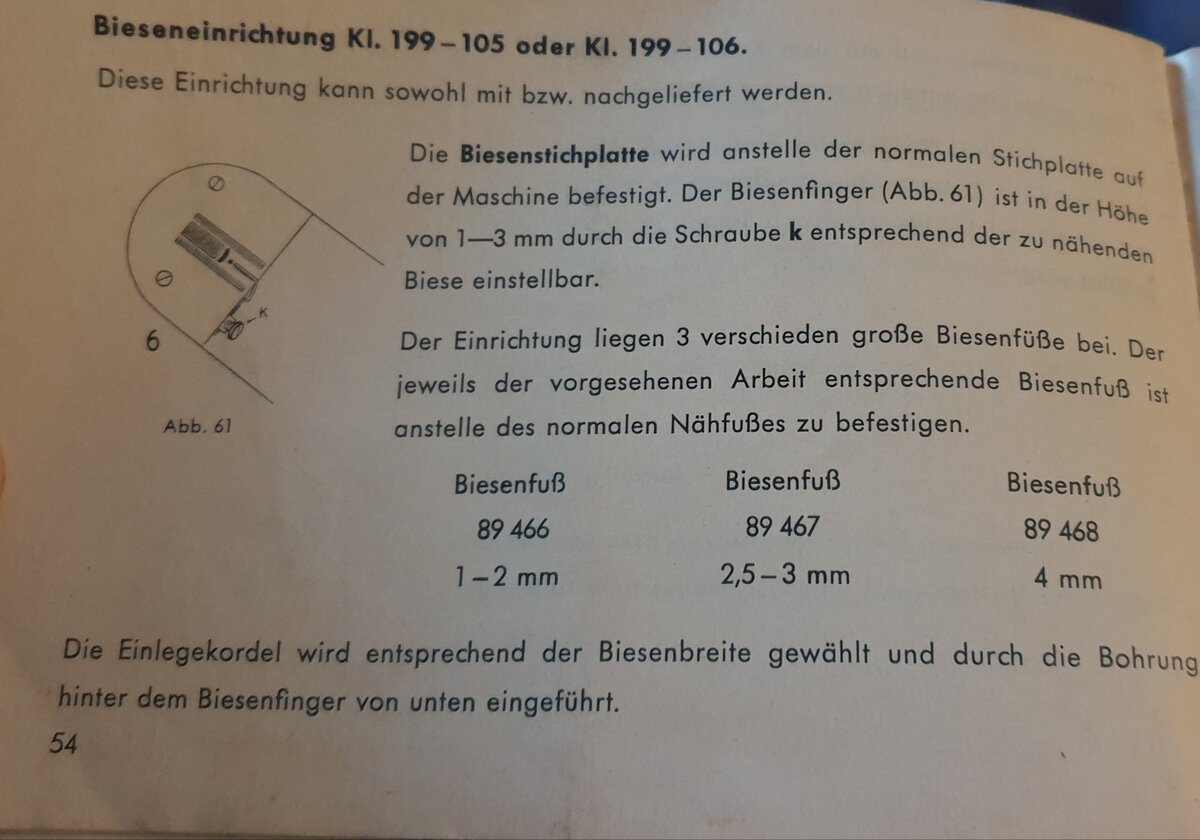 Bieseneinrichtung Kl. 199–105 oder Kl. 199–106.
Diese Einrichtung kann sowohl mit bzw. nachgeliefert werden.
Die Biesenstichplatte wird anstelle der normalen Stichplatte auf
der Maschine befestigt. Der Biesenfinger (Abb. 61) ist in der Höhe
von 1—3 mm durch die Schraube k entsprechend der zu nähenden
Biese einstellbar.
K
6
Abb. 61
Der Einrichtung liegen 3 verschieden große Biesenfüße bei. Der
jeweils der vorgesehenen Arbeit entsprechende Biesenfuß ist
anstelle des normalen Nähfußes zu befestigen.
Biesenfuß Biesenfuß Biesenfuß
89 466 89 467 89 468
1–2 mm 2,5–3 mm 4 mm
Die Einlegekordel wird entsprechend der Biesenbreite gewählt und durch die Bohrung
hinter dem Biesenfinger von unten eingeführt.
54